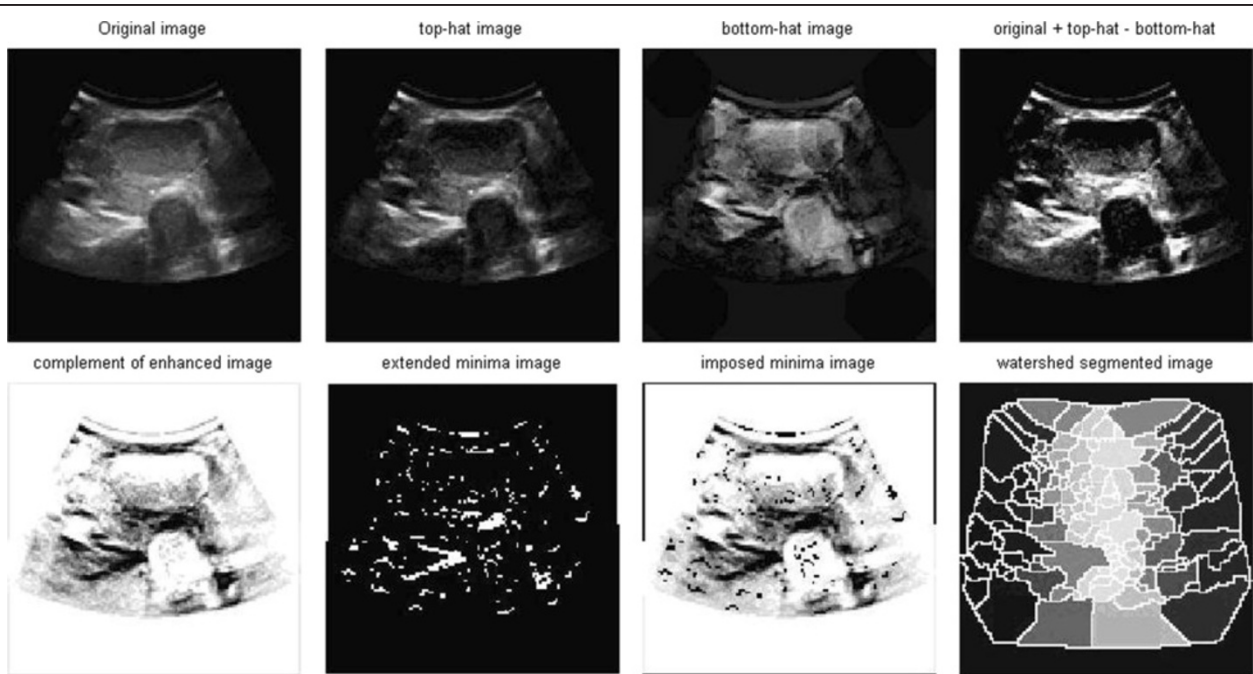 Original image
top-hat image
bottom-hat image
original + top-hat - bottom-hat
complement of enhanced image
extended minima image
imposed minima image
watershed segmented image